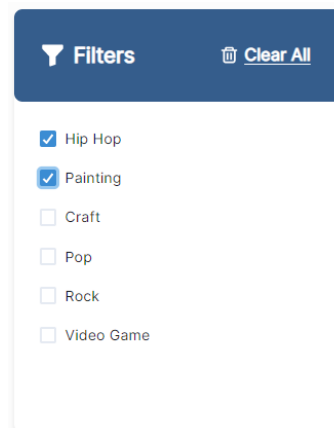 Filters Clear All
Hip Hop
Painting
Craft
Pop
Rock
Video Game